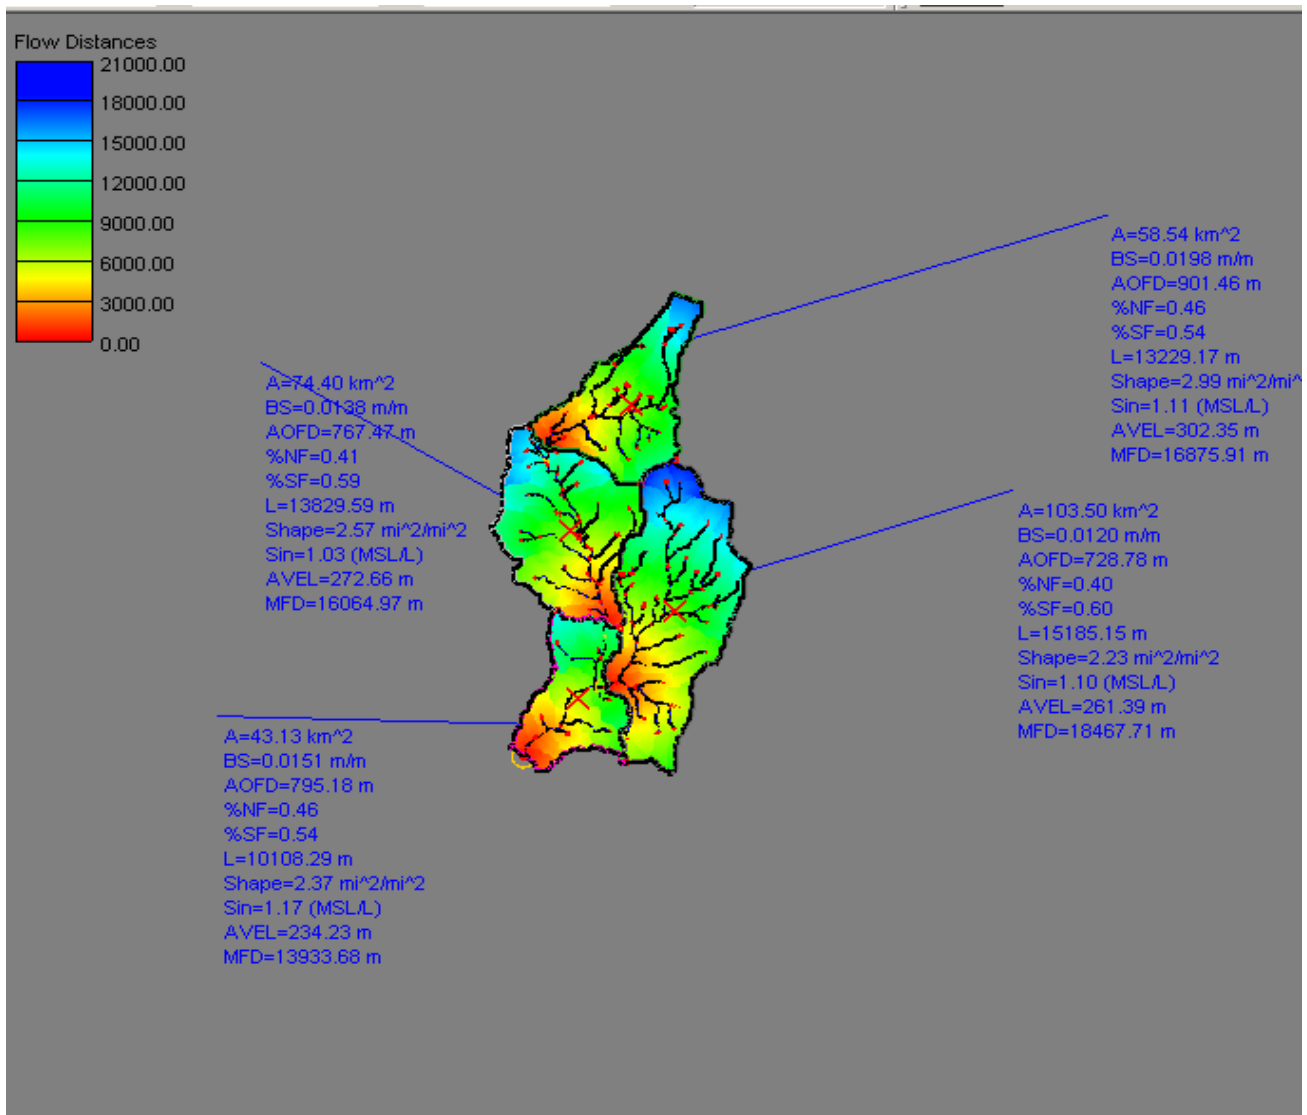 Flow Distances
21000.00
18000.00
15000.00
12000.00
9000.00
6000.00
3000.00
0.00
A=58.54 km^2
BS=0.0198 m/m
AOFD=901.46 m
%NF=0.46
%SF=0.54
L=13229.17 m
Shape=2.99 mi^2/mi^
Sin=1.11 (MSL/L)
AVEL=302.35 m
MFD=16875.91 m
A=74.40 km^2
BS=0.0138 m/m
AOFD=767.47 m
%NF=0.41
%SF=0.59
L=13829.59 m
Shape=2.57 mi^2/mi^2
Sin=1.03 (MSL/L)
AVEL=272.66 m
MFD=16064.97 m
A=103.50 km^2
BS=0.0120 m/m
AOFD=728.78 m
%NF=0.40
%SF=0.60
L=15185.15 m
Shape=2.23 mi^2/mi^2
Sin=1.10 (MSL/L)
AVEL=261.39 m
MFD=18467.71 m
A=43.13 km^2
BS=0.0151 m/m
AOFD=795.18 m
%NF=0.46
%SF=0.54
L=10108.29 m
Shape=2.37 mi^2/mi^2
Sin=1.17 (MSL/L)
AVEL=234.23 m
MFD=13933.68 m